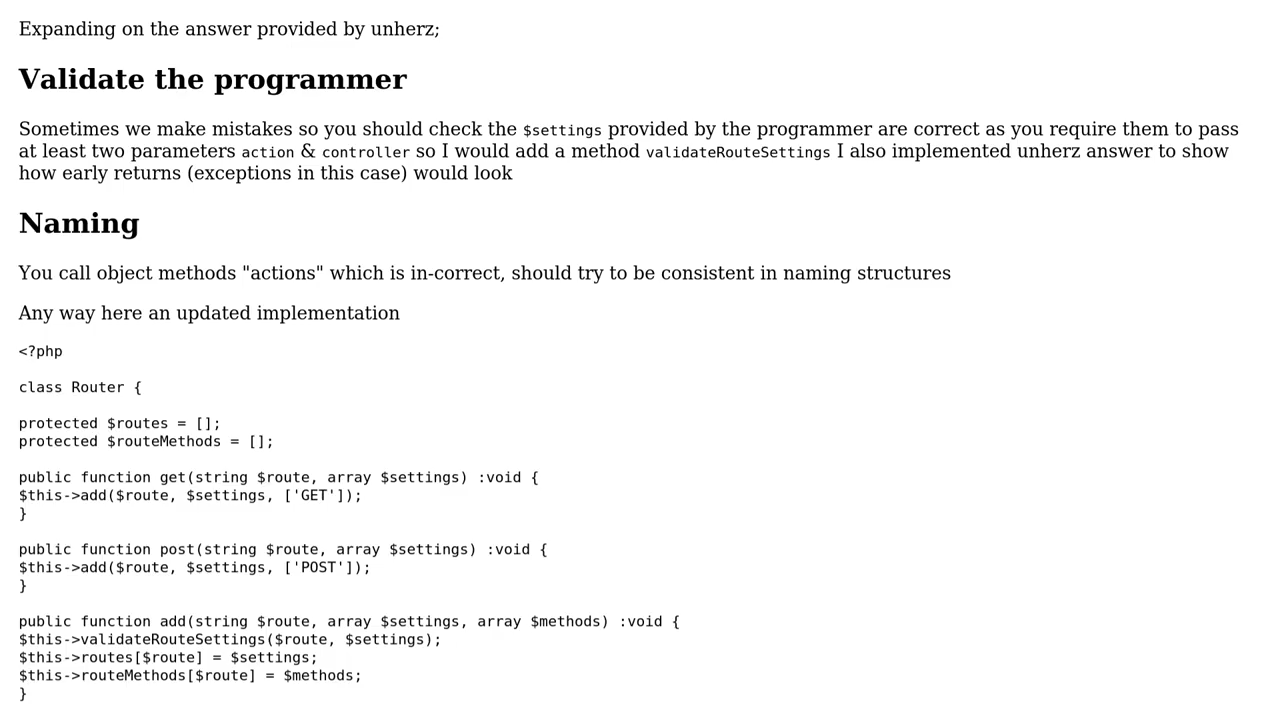 Expanding on the answer provided by unherz;
Validate the programmer
Sometimes we make mistakes so you should check the $settings provided by the programmer are correct as you require them to pass
at least two parameters action & controller so I would add a method validateRouteSettings I also implemented unherz answer to show
how early returns (exceptions in this case) would look
Naming
You call object methods "actions" which is in-correct, should try to be consistent in naming structures
Any way here an updated implementation
<?php
class Router {
protected $routes = [];
protected $routeMethods = [];
public function get(string $route, array $settings) :void {
$this->add($route, $settings, ['GET']);
}
public function post(string $route, array $settings) :void {
$this->add($route, $settings, ['POST']);
}
public function add(string $route, array $settings, array $methods) :void {
$this->validateRouteSettings($route, $settings);
$this->routes[$route] = $settings;
$this->routeMethods[$route] = $methods;
}